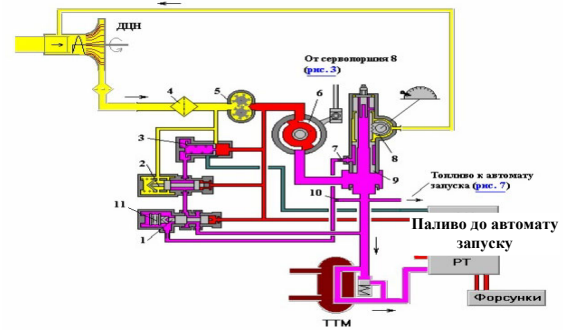 ДЦН
От сервопоршня 8
(рис. 3)
4
5
6
8
3
7
8
2
9
Топливо к автомату
запуска (рис. 7)
10
11
1
Паливо до автомату
запуску
РТ
Форсунки
ТТМ